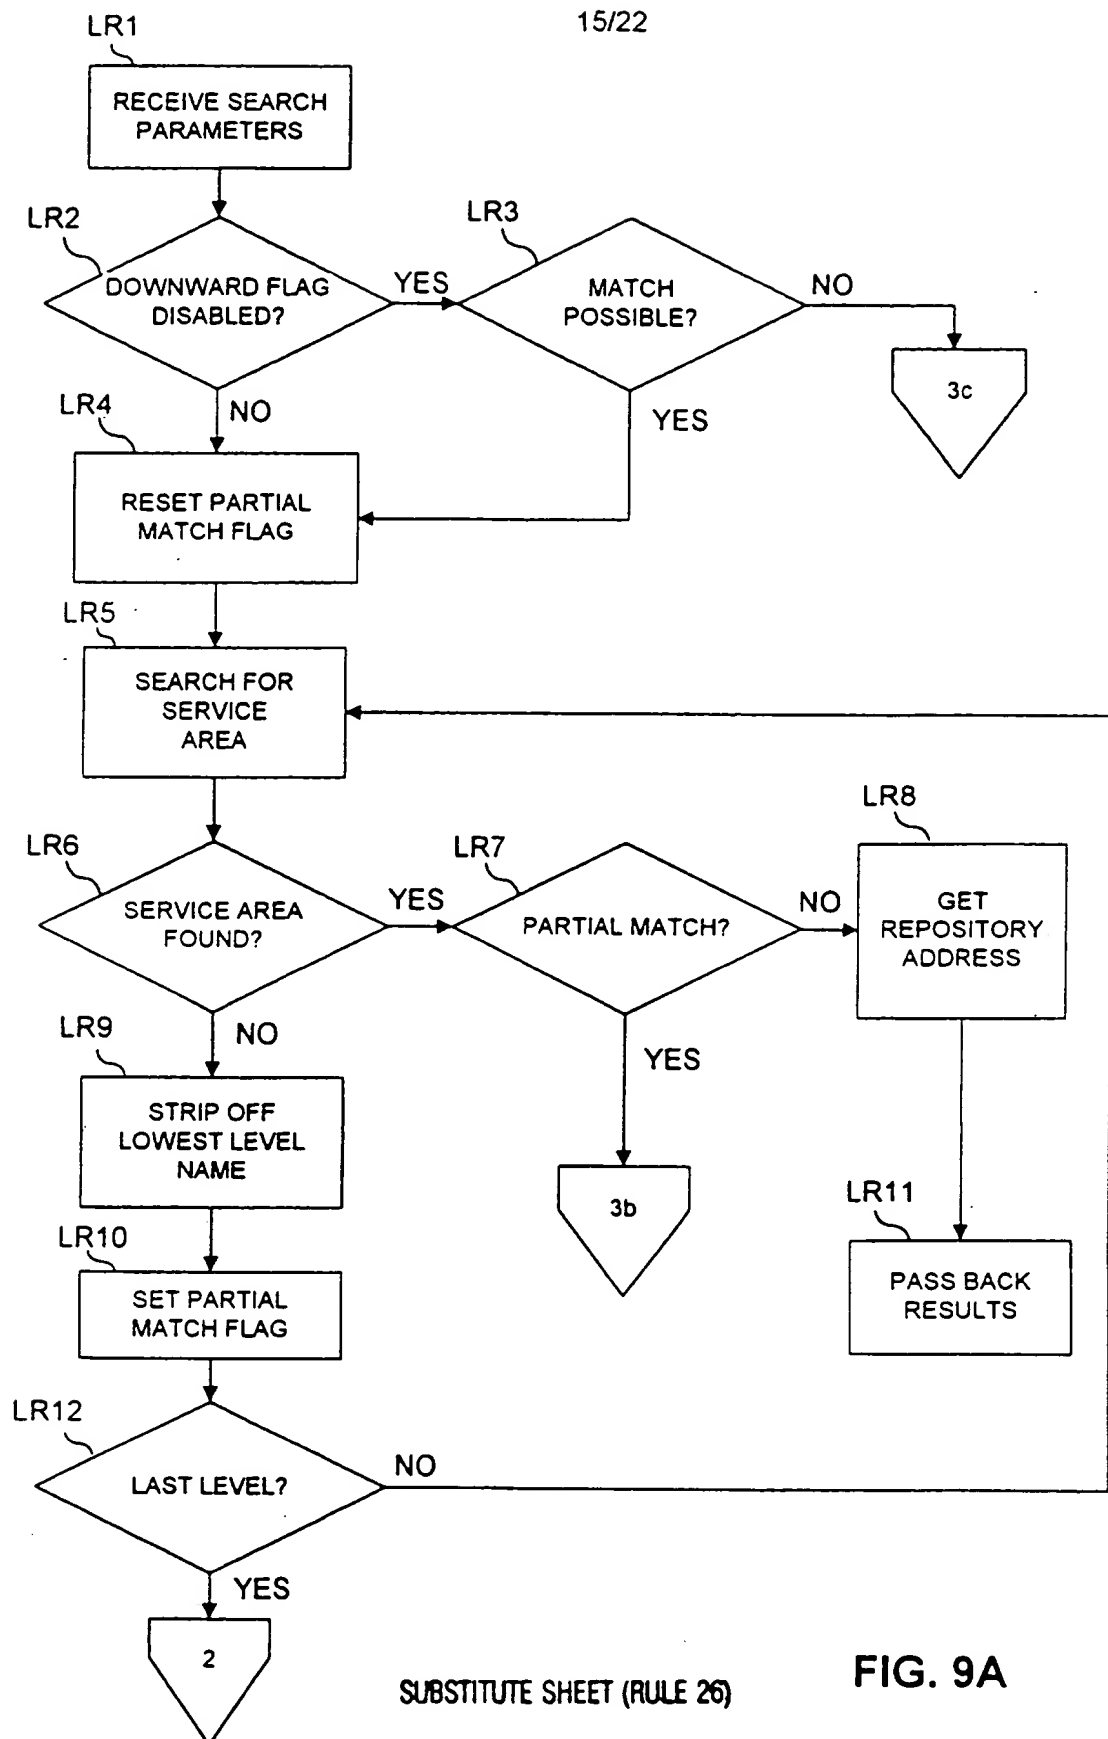 15/22
LR1
RECEIVE SEARCH
PARAMETERS
LR2
DOWNWARD FLAG
DISABLED?
YES
LR3
MATCH
POSSIBLE?
NO
3c
NO
YES
LR4
RESET PARTIAL
MATCH FLAG
LR5
SEARCH FOR
SERVICE
AREA
LR6
SERVICE AREA
FOUND?
YES
LR7
PARTIAL MATCH?
NO
LR8
GET
REPOSITORY
ADDRESS
NO
YES
3b
LR9
STRIP OFF
LOWEST LEVEL
NAME
LR11
PASS BACK
RESULTS
LR10
SET PARTIAL
MATCH FLAG
LR12
LAST LEVEL?
NO
YES
2
SUBSTITUTE SHEET (RULE 26)
FIG. 9A